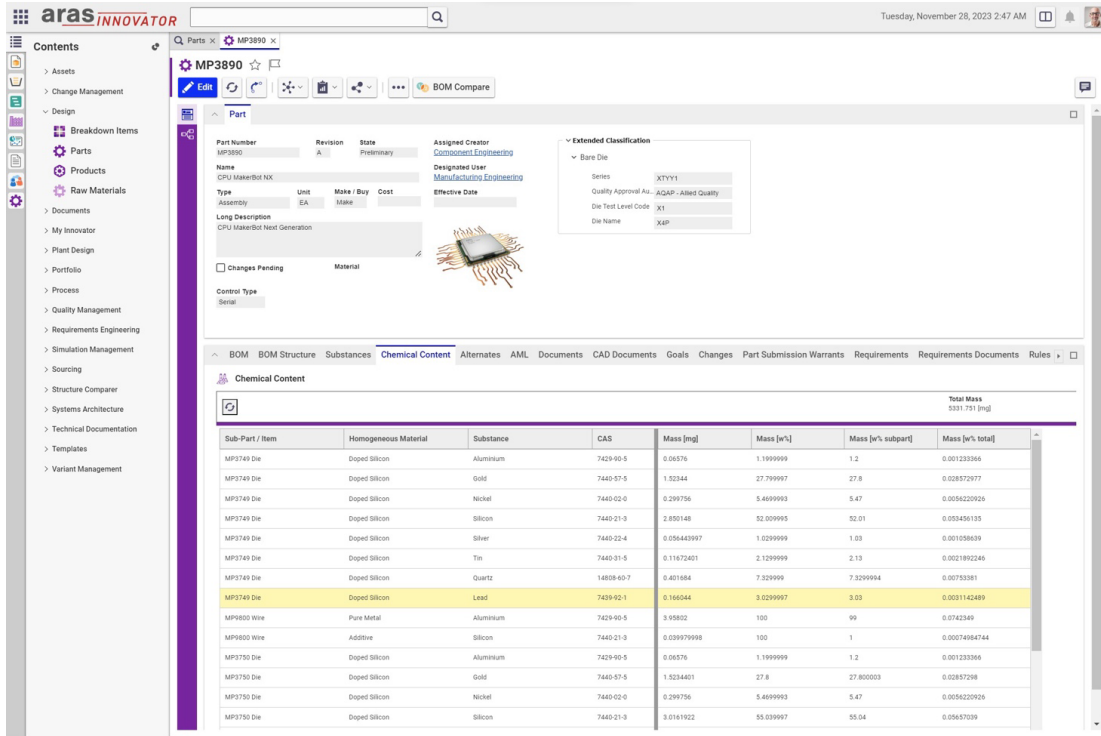 aras INNOVATOR
Tuesday, November 28, 2023 2:47 AM
Contents
Assets
Change Management
Design
Breakdown Items
Parts
Products
Raw Materials
Documents
My Innovator
Plant Design
Portfolio
Process
Quality Management
Requirements Engineering
Simulation Management
Sourcing
Structure Comparer
Systems Architecture
Technical Documentation
Templates
Variant Management
Parts × MP3890 ×
MP3890
Edit ••• BOM Compare
Part
Part Number Revision State Assigned Creator
MP3890 A Preliminary Component Engineering
Name Designated User
CPU MakerBot NX Manufacturing Engineering
Type Unit Make / Buy Cost Effective Date
Assembly EA Make
Long Description
CPU MakerBot Next Generation
Changes Pending Material
Control Type
Serial
Extended Classification
Bare Die
Series XTYY1
Quality Approval Au... AQAP - Allied Quality
Die Test Level Code X1
Die Name X4P
BOM BOM Structure Substances Chemical Content Alternates AML Documents CAD Documents Goals Changes Part Submission Warrants Requirements Requirements Documents Rules
Chemical Content
Total Mass
5331.751 [mg]
Sub-Part / Item Homogeneous Material Substance CAS Mass [mg] Mass [w%] Mass [w% subpart] Mass [w% total]
MP3749 Die Doped Silicon Aluminium 7429-90-5 0.06576 1.1999999 1.2 0.001233366
MP3749 Die Doped Silicon Gold 7440-57-5 1.52344 27.799997 27.8 0.028572977
MP3749 Die Doped Silicon Nickel 7440-02-0 0.299756 5.4699993 5.47 0.0056220926
MP3749 Die Doped Silicon Silicon 7440-21-3 2.850148 52.009995 52.01 0.053456135
MP3749 Die Doped Silicon Silver 7440-22-4 0.056443997 1.0299999 1.03 0.001058639
MP3749 Die Doped Silicon Tin 7440-31-5 0.11672401 2.1299999 2.13 0.0021892246
MP3749 Die Doped Silicon Quartz 14808-60-7 0.401684 7.329999 7.3299994 0.00753381
MP3749 Die Doped Silicon Lead 7439-92-1 0.166044 3.0299997 3.03 0.0031142489
MP9800 Wire Pure Metal Aluminium 7429-90-5 3.95802 100 99 0.0742349
MP9800 Wire Additive Silicon 7440-21-3 0.039979998 100 1 0.00074984744
MP3750 Die Doped Silicon Aluminium 7429-90-5 0.06576 1.1999999 1.2 0.001233366
MP3750 Die Doped Silicon Gold 7440-57-5 1.5234401 27.8 27.800003 0.02857298
MP3750 Die Doped Silicon Nickel 7440-02-0 0.299756 5.4699993 5.47 0.0056220926
MP3750 Die Doped Silicon Silicon 7440-21-3 3.0161922 55.039997 55.04 0.05657039